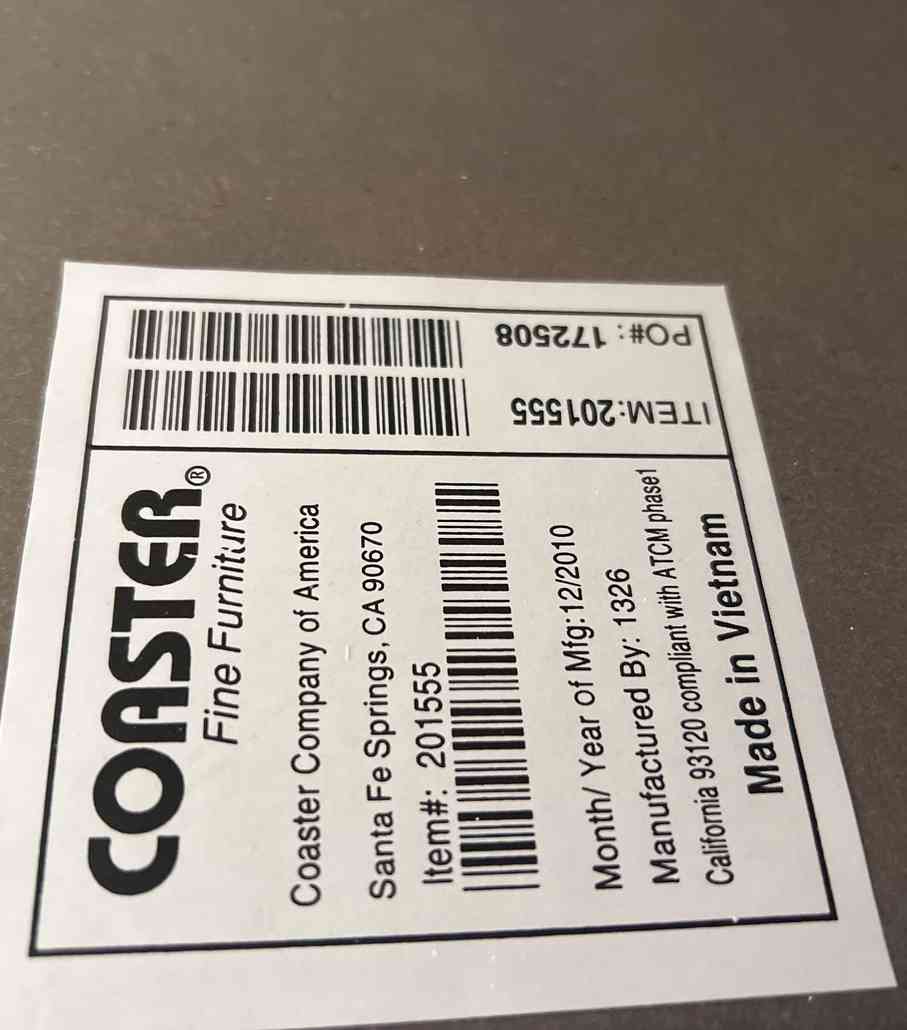 COASTER®
Fine Furniture
Coaster Company of America
Santa Fe Springs, CA 90670
Item#: 201555
Month/ Year of Mfg:12/2010
Manufactured By: 1326
California 93120 compliant with ATCM phase1
Made in Vietnam
PO#: 172508
ITEM:201555